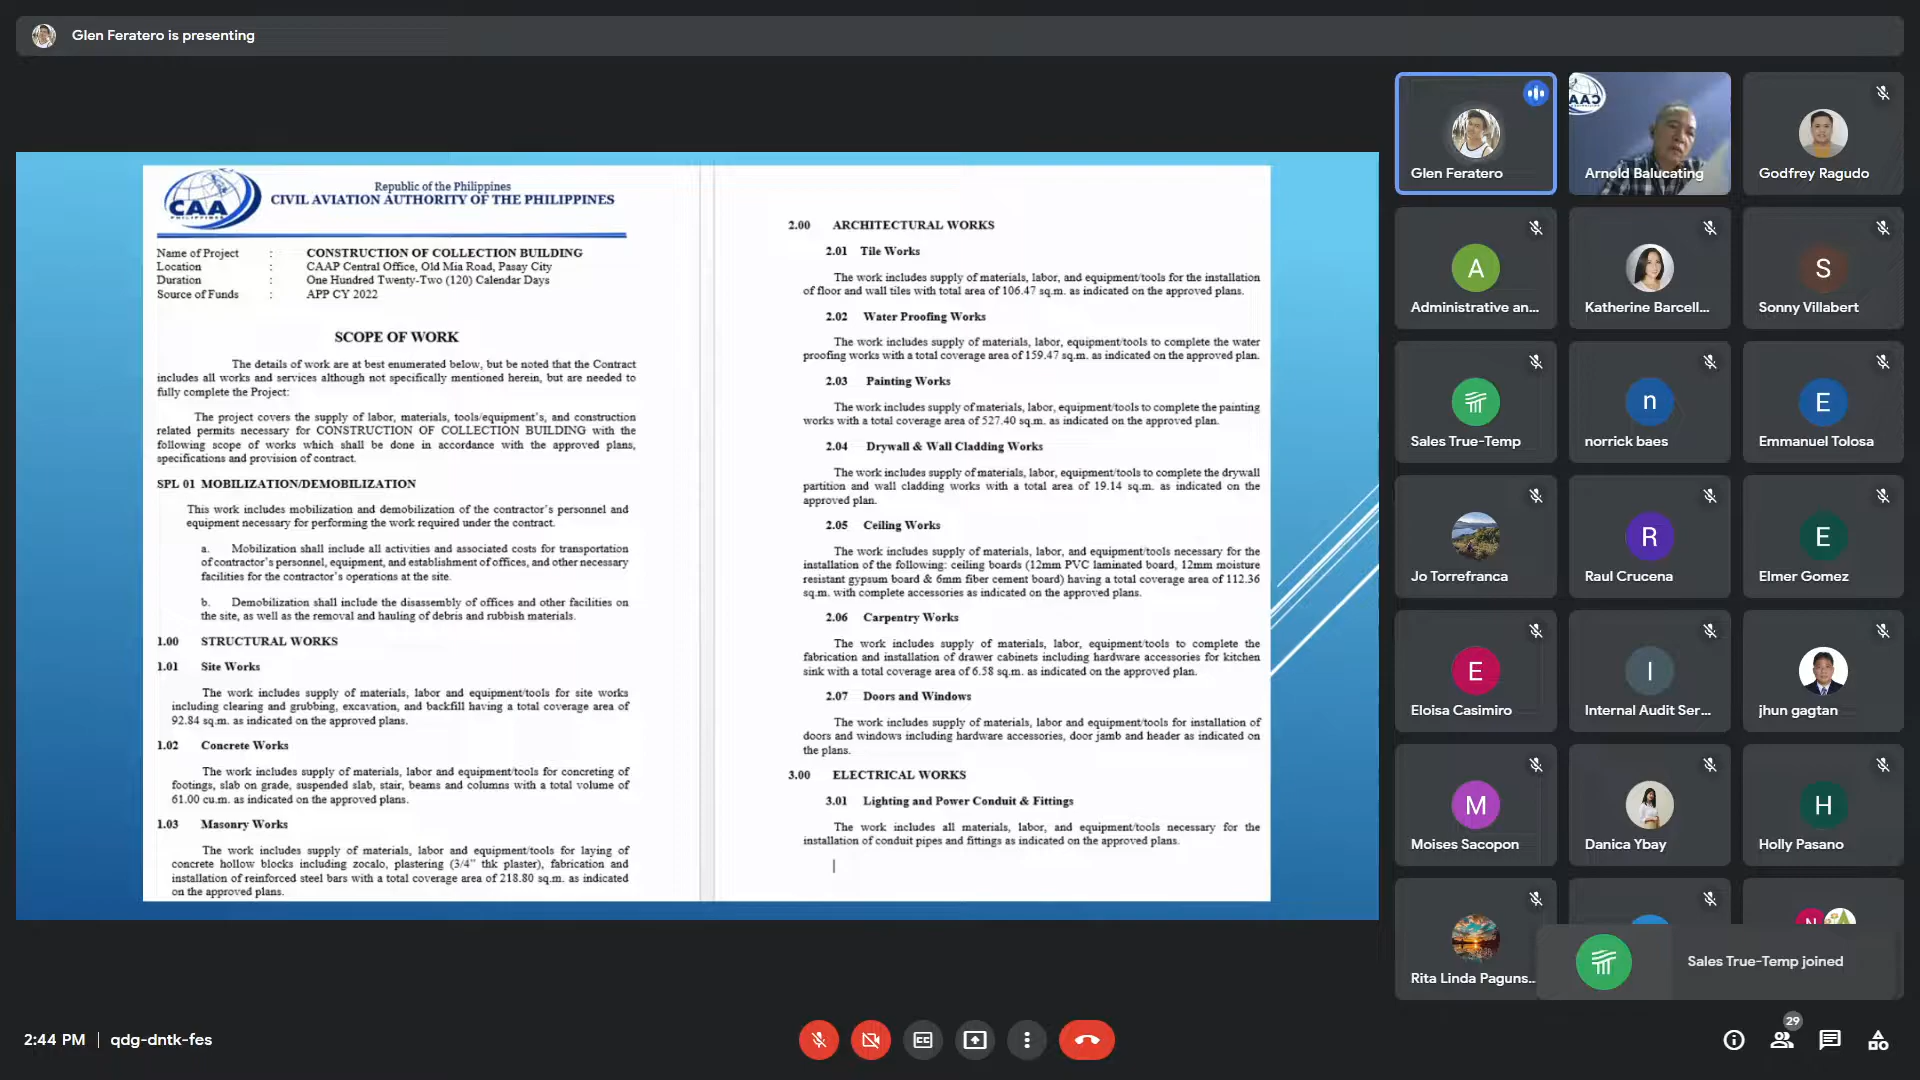 Glen Feratero is presenting
CAA
PHILIPPINES
Republic of the Philippines
CIVIL AVIATION AUTHORITY OF THE PHILIPPINES
Name of Project : CONSTRUCTION OF COLLECTION BUILDING
Location : CAAP Central Office, Old Mia Road, Pasay City
Duration : One Hundred Twenty-Two (120) Calendar Days
Source of Funds : APP CY 2022
SCOPE OF WORK
The details of work are at best enumerated below, but be noted that the Contract
includes all works and services although not specifically mentioned herein, but are needed to
fully complete the Project:
The project covers the supply of labor, materials, tools/equipment's, and construction
related permits necessary for CONSTRUCTION OF COLLECTION BUILDING with the
following scope of works which shall be done in accordance with the approved plans,
specifications and provision of contract.
SPL 01 MOBILIZATION/DEMOBILIZATION
This work includes mobilization and demobilization of the contractor's personnel and
equipment necessary for performing the work required under the contract.
a. Mobilization shall include all activities and associated costs for transportation
of contractor's personnel, equipment, and establishment of offices, and other necessary
facilities for the contractor's operations at the site.
b. Demobilization shall include the disassembly of offices and other facilities on
the site, as well as the removal and hauling of debris and rubbish materials.
1.00 STRUCTURAL WORKS
1.01 Site Works
The work includes supply of materials, labor and equipment/tools for site works
including clearing and grubbing, excavation, and backfill having a total coverage area of
92.84 sq.m. as indicated on the approved plans.
1.02 Concrete Works
The work includes supply of materials, labor and equipment/tools for concreting of
footings, slab on grade, suspended slab, stair, beams and columns with a total volume of
61.00 cu.m. as indicated on the approved plans.
1.03 Masonry Works
The work includes supply of materials, labor and equipment/tools for laying of
concrete hollow blocks including zocalo, plastering (3/4" thk plaster), fabrication and
installation of reinforced steel bars with a total coverage area of 218.80 sq.m. as indicated
on the approved plans.
2.00 ARCHITECTURAL WORKS
2.01 Tile Works
The work includes supply of materials, labor, and equipment/tools for the installation
of floor and wall tiles with total area of 106.47 sq.m. as indicated on the approved plans.
2.02 Water Proofing Works
The work includes supply of materials, labor, equipment/tools to complete the water
proofing works with a total coverage area of 159.47 sq.m. as indicated on the approved plan.
2.03 Painting Works
The work includes supply of materials, labor, equipment/tools to complete the painting
works with a total coverage area of 527.40 sq.m. as indicated on the approved plan.
2.04 Drywall & Wall Cladding Works
The work includes supply of materials, labor, equipment/tools to complete the drywall
partition and wall cladding works with a total area of 19.14 sq.m. as indicated on the
approved plan.
2.05 Ceiling Works
The work includes supply of materials, labor, and equipment/tools necessary for the
installation of the following: ceiling boards (12mm PVC laminated board, 12mm moisture
resistant gypsum board & 6mm fiber cement board) having a total coverage area of 112.36
sq.m. with complete accessories as indicated on the approved plans.
2.06 Carpentry Works
The work includes supply of materials, labor, equipment/tools to complete the
fabrication and installation of drawer cabinets including hardware accessories for kitchen
sink with a total coverage area of 6.58 sq.m. as indicated on the approved plan.
2.07 Doors and Windows
The work includes supply of materials, labor and equipment/tools for installation of
doors and windows including hardware accessories, door jamb and header as indicated on
the plans.
3.00 ELECTRICAL WORKS
3.01 Lighting and Power Conduit & Fittings
The work includes all materials, labor, and equipment/tools necessary for the
installation of conduit pipes and fittings as indicated on the approved plans.
Glen Feratero
CAA
Arnold Balucating
Godfrey Ragudo
A
Administrative an...
Katherine Barcell...
S
Sonny Villabert
Sales True-Temp
n
norrick baes
E
Emmanuel Tolosa
Jo Torrefranca
R
Raul Crucena
E
Elmer Gomez
E
Eloisa Casimiro
I
Internal Audit Ser...
jhun gagtan
M
Moises Sacopon
Danica Ybay
H
Holly Pasano
Rita Linda Paguns...
Sales True-Temp joined
2:44 PM | qdg-dntk-fes
29